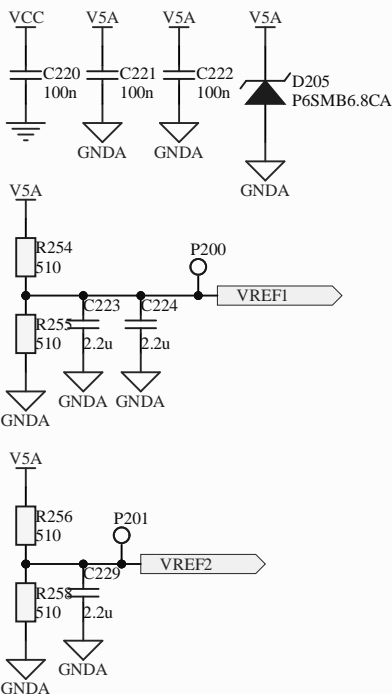 VCC V5A V5A V5A
C220 C221 C222 D205
100n 100n 100n P6SMB6.8CA
GNDA GNDA GNDA
V5A
R254 P200
510
VREF1
R255 C223 C224
510 2.2u 2.2u
GNDA GNDA GNDA
V5A
R256 P201
510
VREF2
R258 C229
510 2.2u
GNDA GNDA